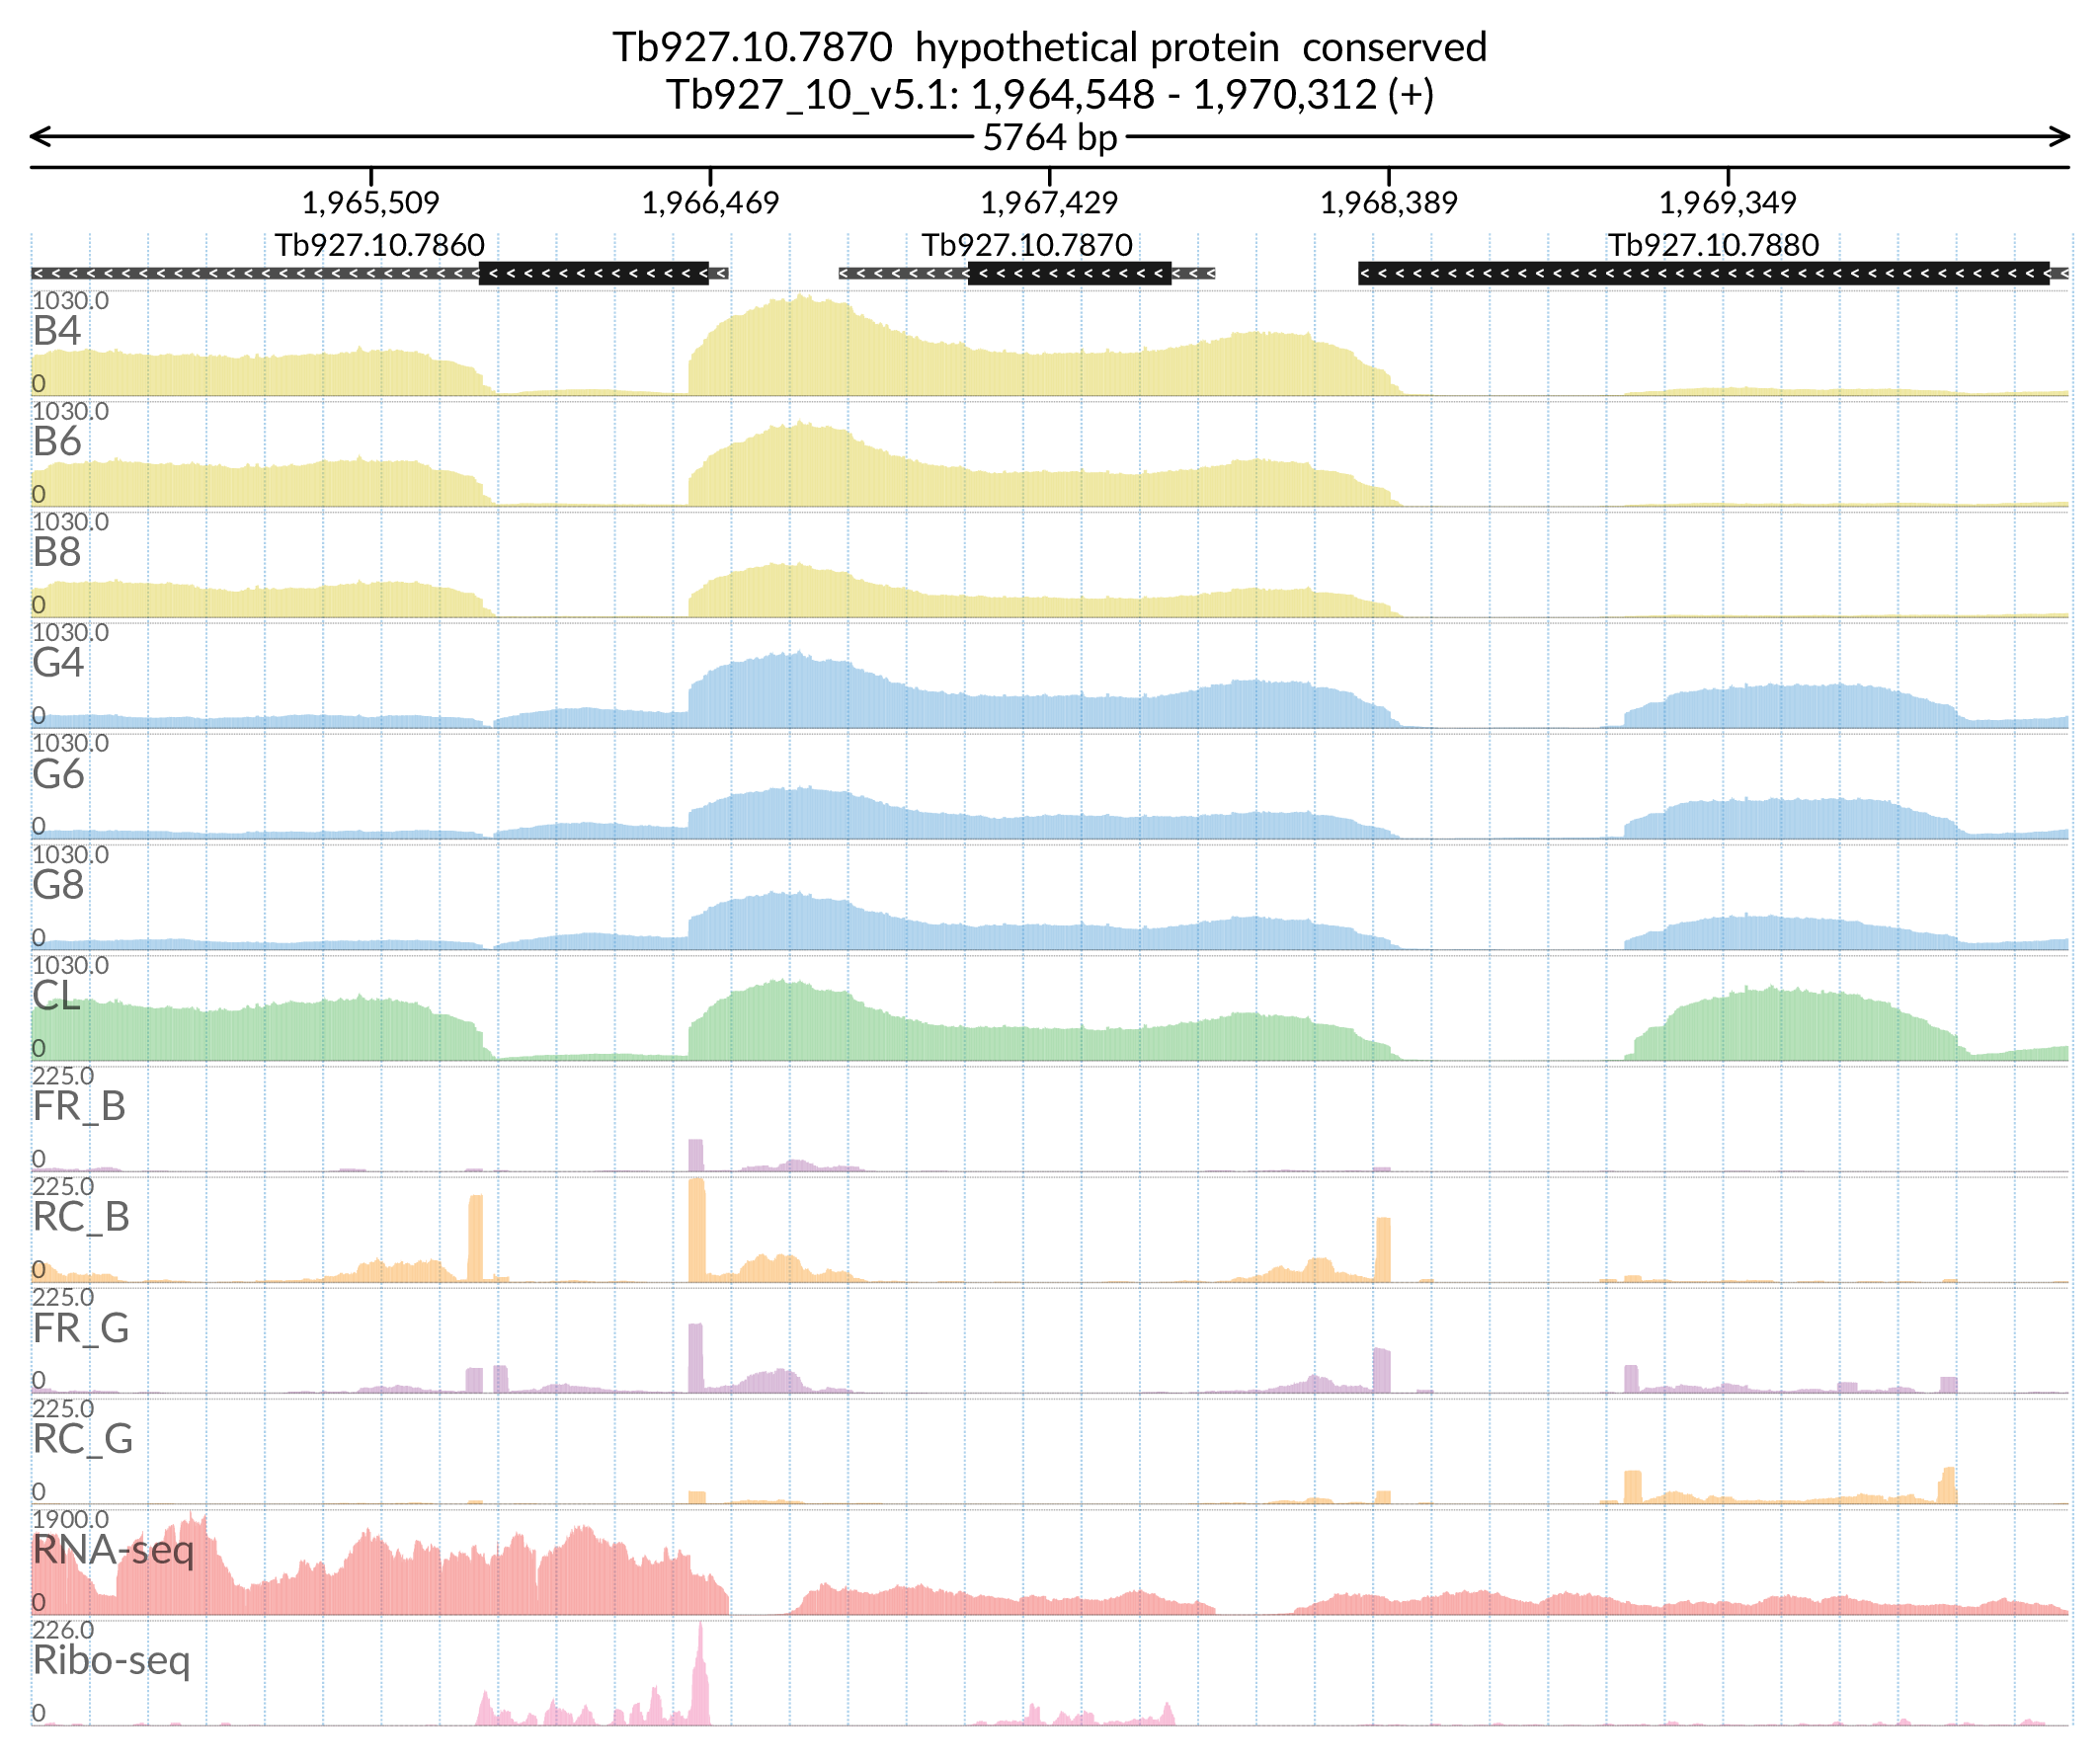 Tb927.10.7870  hypothetical protein  conserved
Tb927_10_v5.1: 1,964,548 - 1,970,312 (+)
5764 bp
1,965,509 1,966,469 1,967,429 1,968,389 1,969,349
Tb927.10.7860 Tb927.10.7870 Tb927.10.7880
1030.0
B4
0
1030.0
B6
0
1030.0
B8
0
1030.0
G4
0
1030.0
G6
0
1030.0
G8
0
1030.0
CL
0
225.0
FR_B
0
225.0
RC_B
0
225.0
FR_G
0
225.0
RC_G
0
1900.0
RNA-seq
0
226.0
Ribo-seq
0